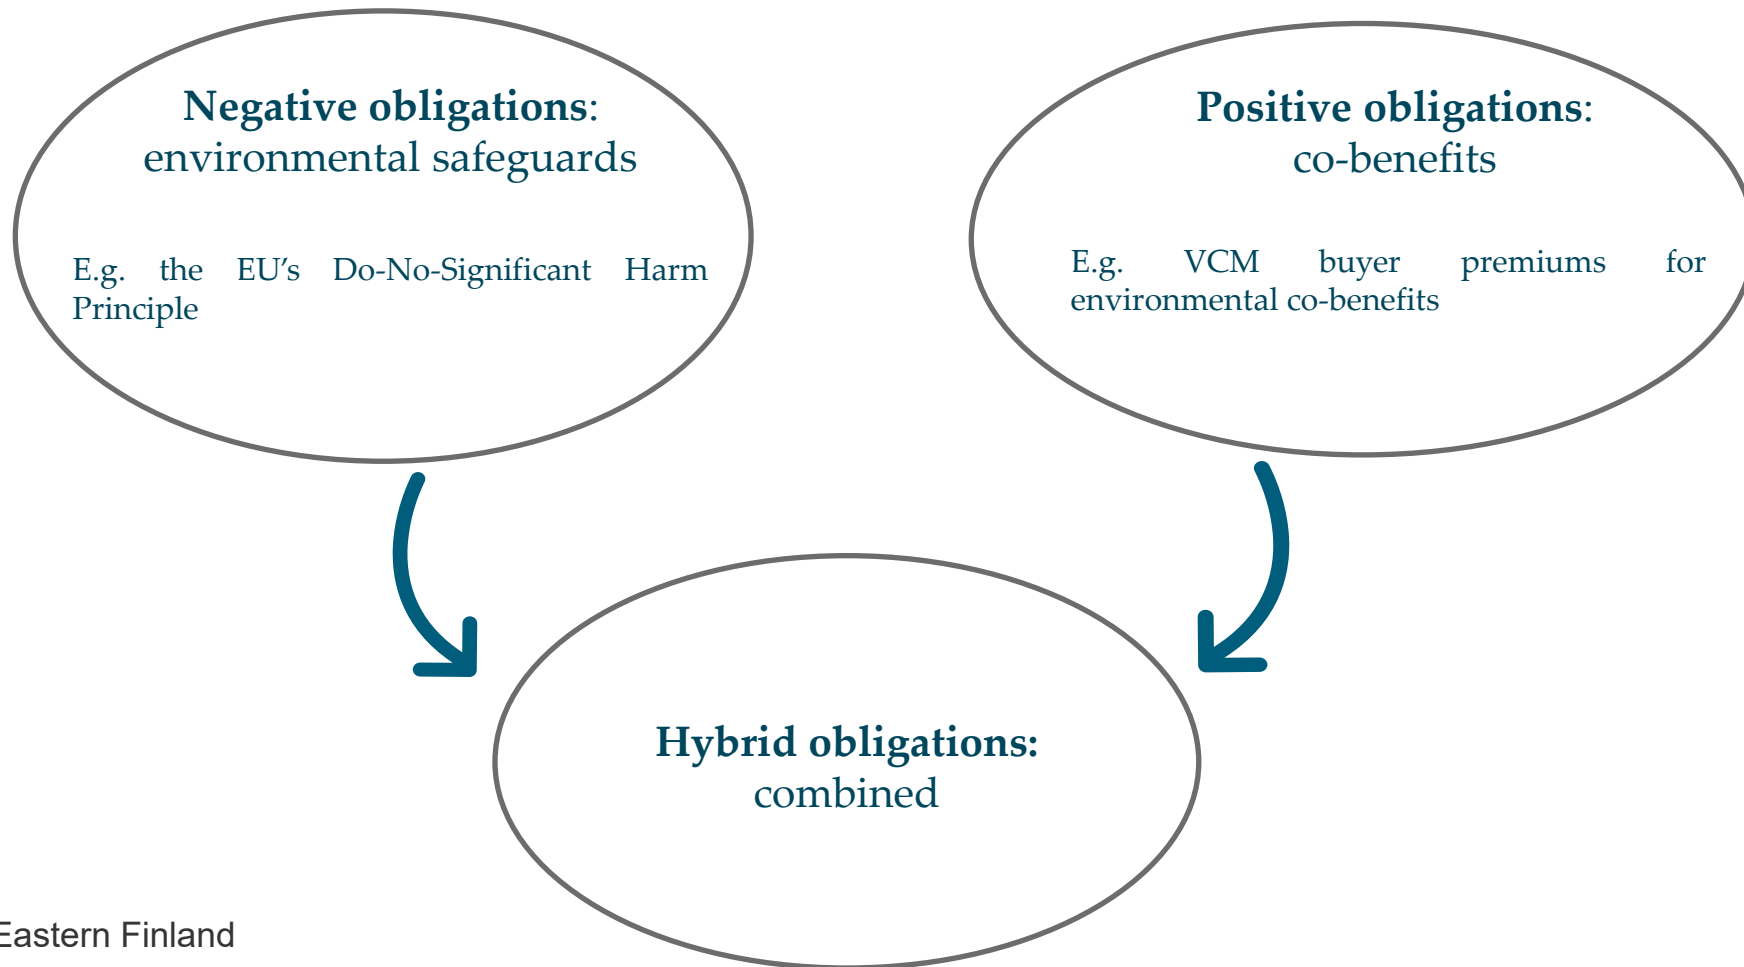 Negative obligations:
environmental safeguards
E.g. the EU’s Do-No-Significant Harm
Principle
Positive obligations:
co-benefits
E.g. VCM buyer premiums for
environmental co-benefits
Hybrid obligations:
combined
Eastern Finland